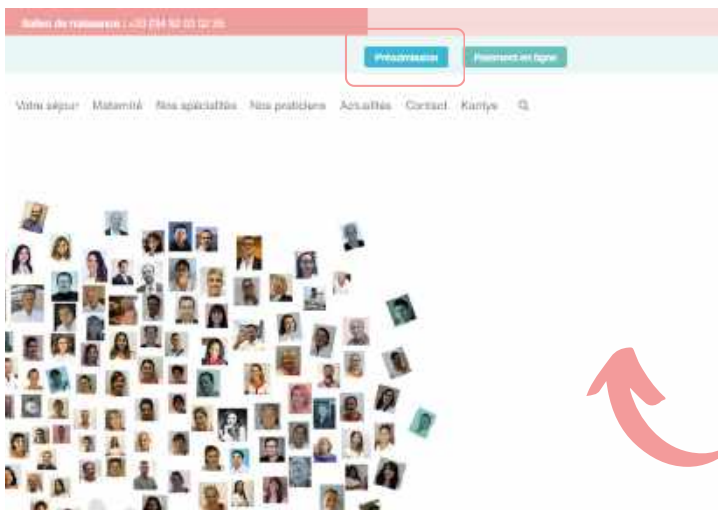 Salles de naissance :
Préadmission Paiement en ligne
Votre séjour Maternité Nos spécialités Nos praticiens Actualités Contact